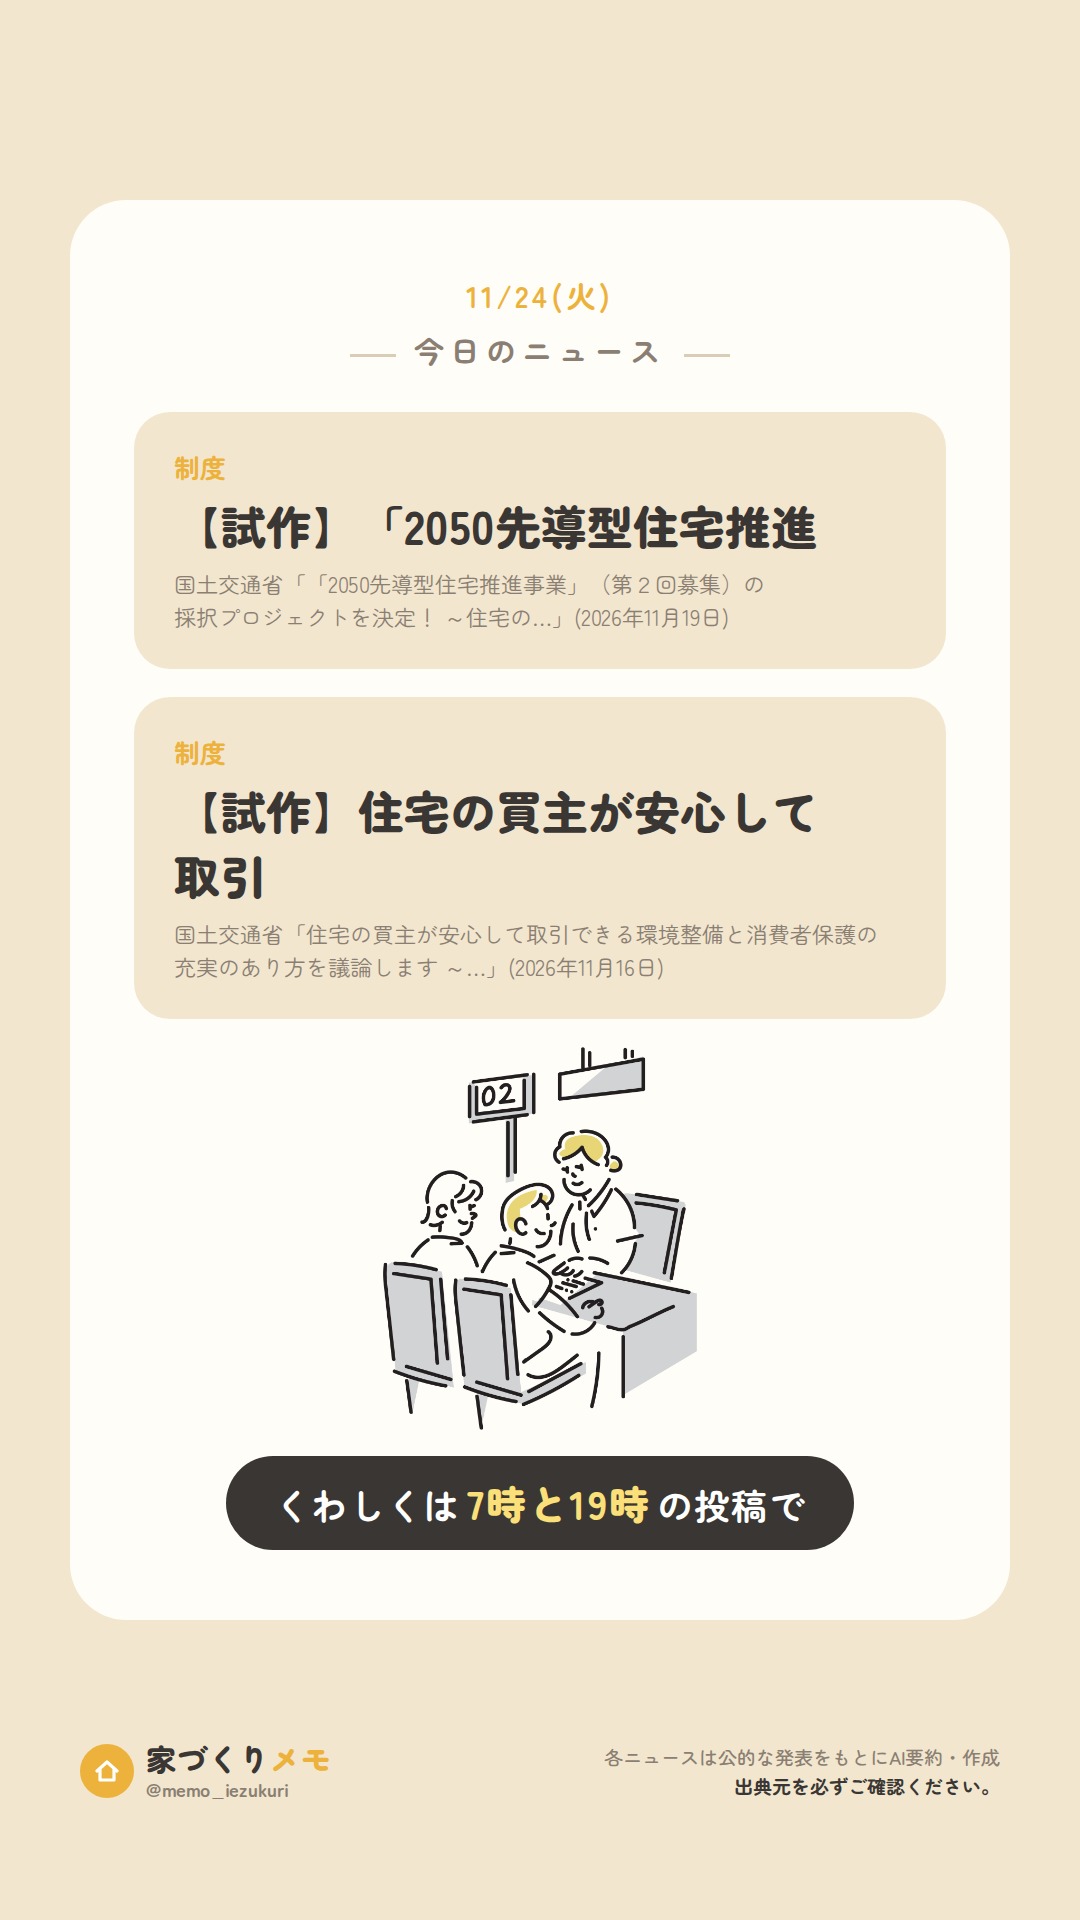 11/24(火)
今日のニュース
制度
【試作】「2050先導型住宅推進
国土交通省「「2050先導型住宅推進事業」（第２回募集）の
採択プロジェクトを決定！ ～住宅の…」(2026年11月19日)
制度
【試作】住宅の買主が安心して
取引
国土交通省「住宅の買主が安心して取引できる環境整備と消費者保護の
充実のあり方を議論します ～…」(2026年11月16日)
02
くわしくは 7時と19時 の投稿で
家づくりメモ
@memo_iezukuri
各ニュースは公的な発表をもとにAI要約・作成
出典元を必ずご確認ください。